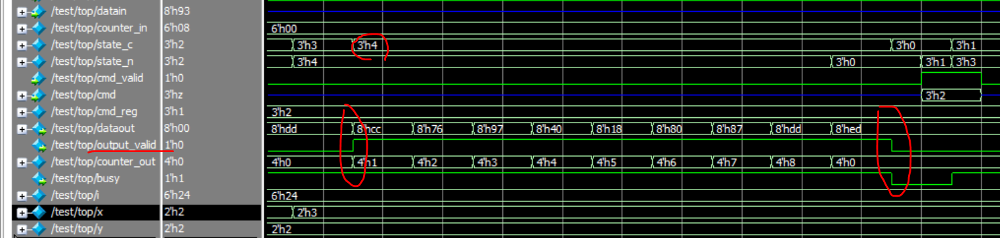 /test/top/datain 8'h93
/test/top/counter_in 6'h08 6'h00
/test/top/state_c 3'h2 3'h3 3'h4 3'h0 3'h1
/test/top/state_n 3'h2 3'h4 3'h0 3'h1 3'h3
/test/top/cmd_valid 1'h0
/test/top/cmd 3'hz 3'h2
/test/top/cmd_reg 3'h1 3'h2
/test/top/dataout 8'h00 8'hdd 8'hcc 8'h76 8'h97 8'h40 8'h18 8'h80 8'h87 8'hdd 8'hed
/test/top/output_valid 1'h0
/test/top/counter_out 4'h0 4'h0 4'h1 4'h2 4'h3 4'h4 4'h5 4'h6 4'h7 4'h8 4'h0
/test/top/busy 1'h1
/test/top/i 6'h24 6'h24
/test/top/x 2'h2 2'h3
/test/top/y 2'h2 2'h2